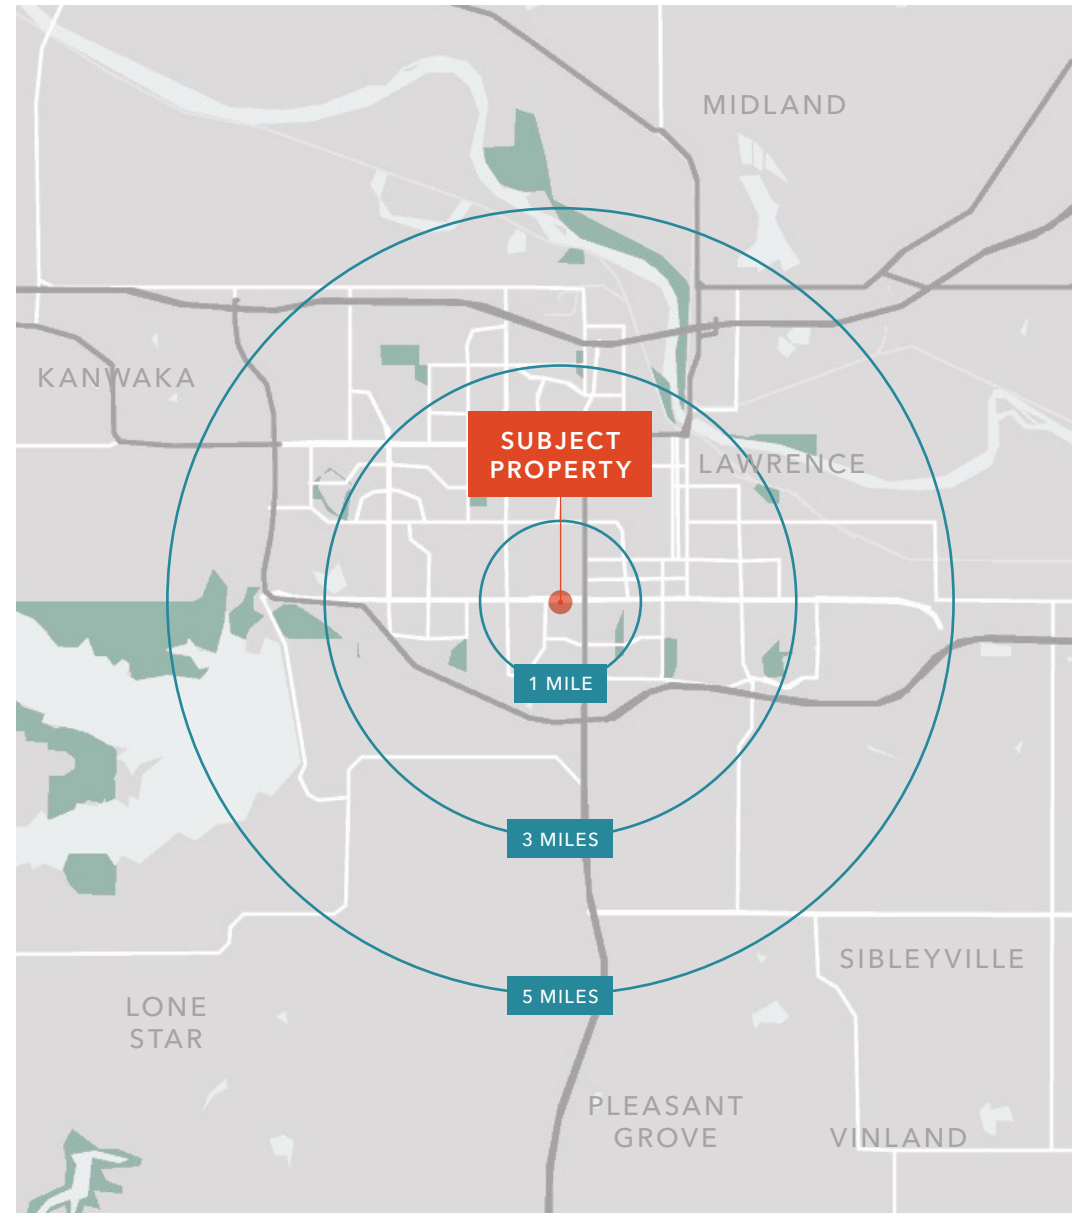 MIDLAND
KANWAKA
SUBJECT
PROPERTY
LAWRENCE
1 MILE
3 MILES
SIBLEYVILLE
5 MILES
LONE
STAR
PLEASANT
GROVE
VINLAND